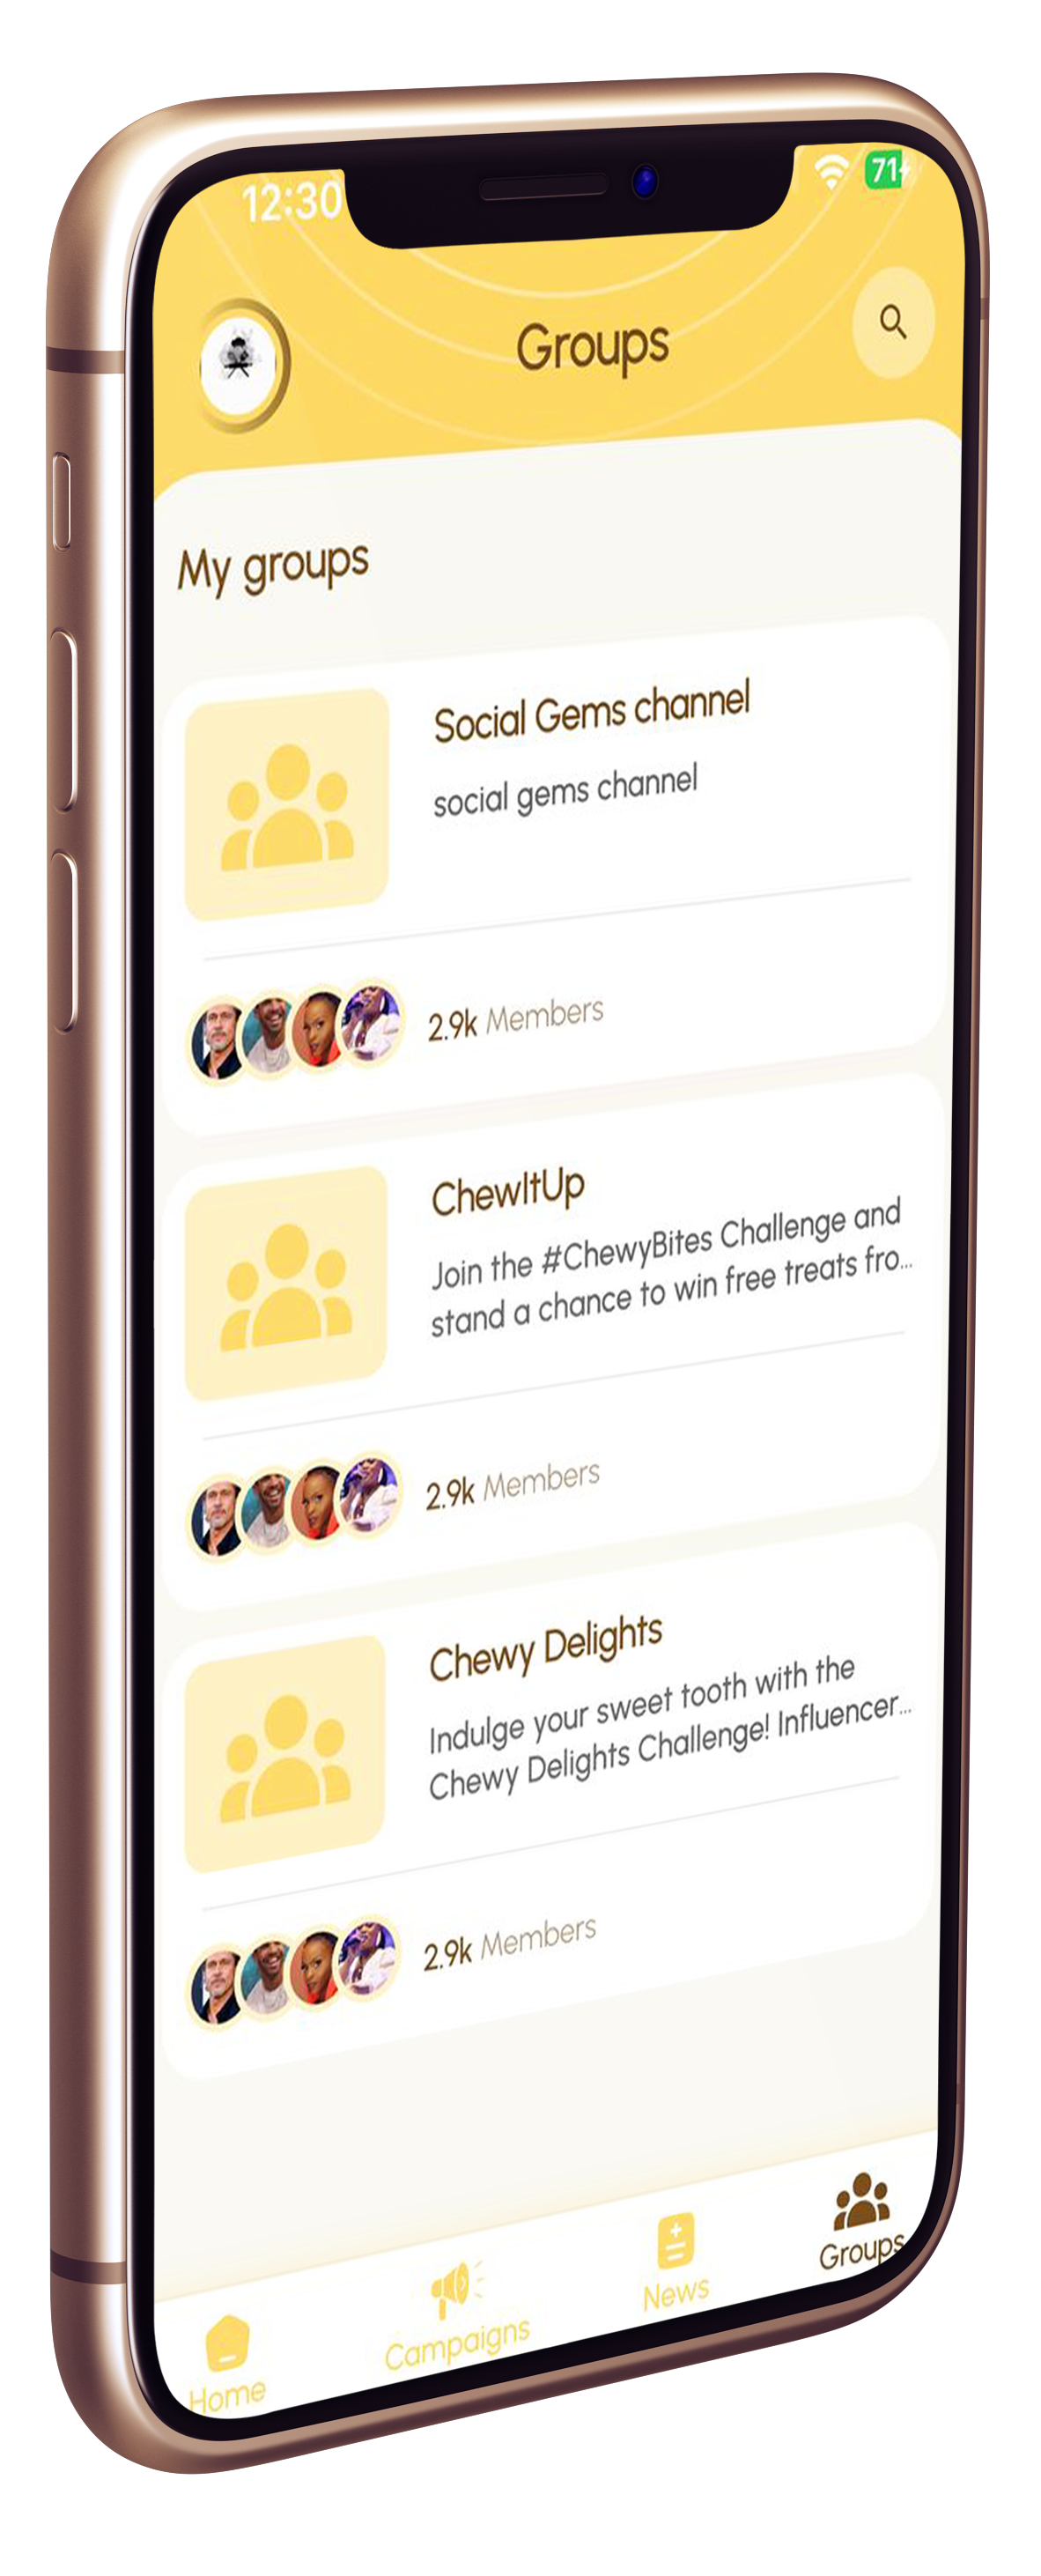 12:30
71
Groups
My groups
Social Gems channel
social gems channel
2.9k Members
ChewItUp
Join the #ChewyBites Challenge and
stand a chance to win free treats fro...
2.9k Members
Chewy Delights
Indulge your sweet tooth with the
Chewy Delights Challenge! Influencer...
2.9k Members
Home
Campaigns
News
Groups